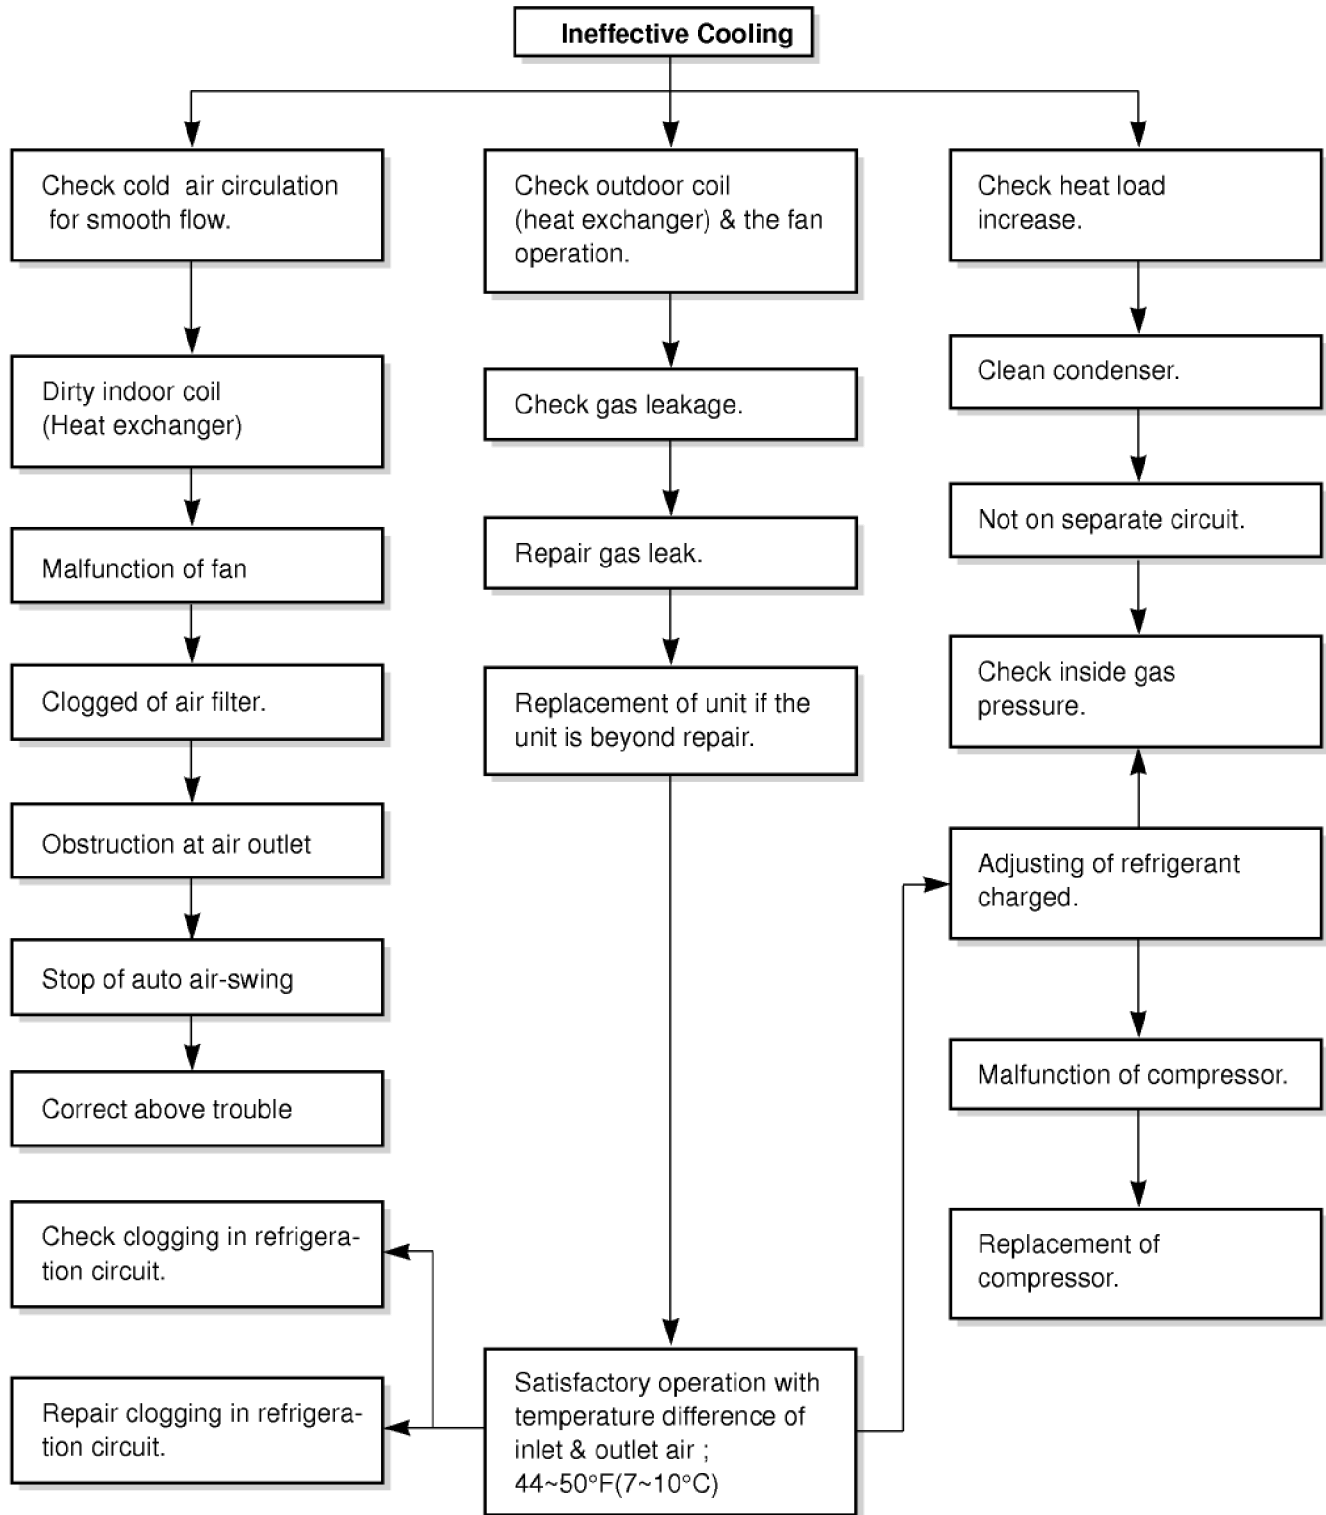 Ineffective Cooling
Check cold air circulation
for smooth flow.
Dirty indoor coil
(Heat exchanger)
Malfunction of fan
Clogged of air filter.
Obstruction at air outlet
Stop of auto air-swing
Correct above trouble
Check clogging in refrigera-
tion circuit.
Repair clogging in refrigera-
tion circuit.
Check outdoor coil
(heat exchanger) & the fan
operation.
Check gas leakage.
Repair gas leak.
Replacement of unit if the
unit is beyond repair.
Satisfactory operation with
temperature difference of
inlet & outlet air ;
44~50°F(7~10°C)
Check heat load
increase.
Clean condenser.
Not on separate circuit.
Check inside gas
pressure.
Adjusting of refrigerant
charged.
Malfunction of compressor.
Replacement of
compressor.